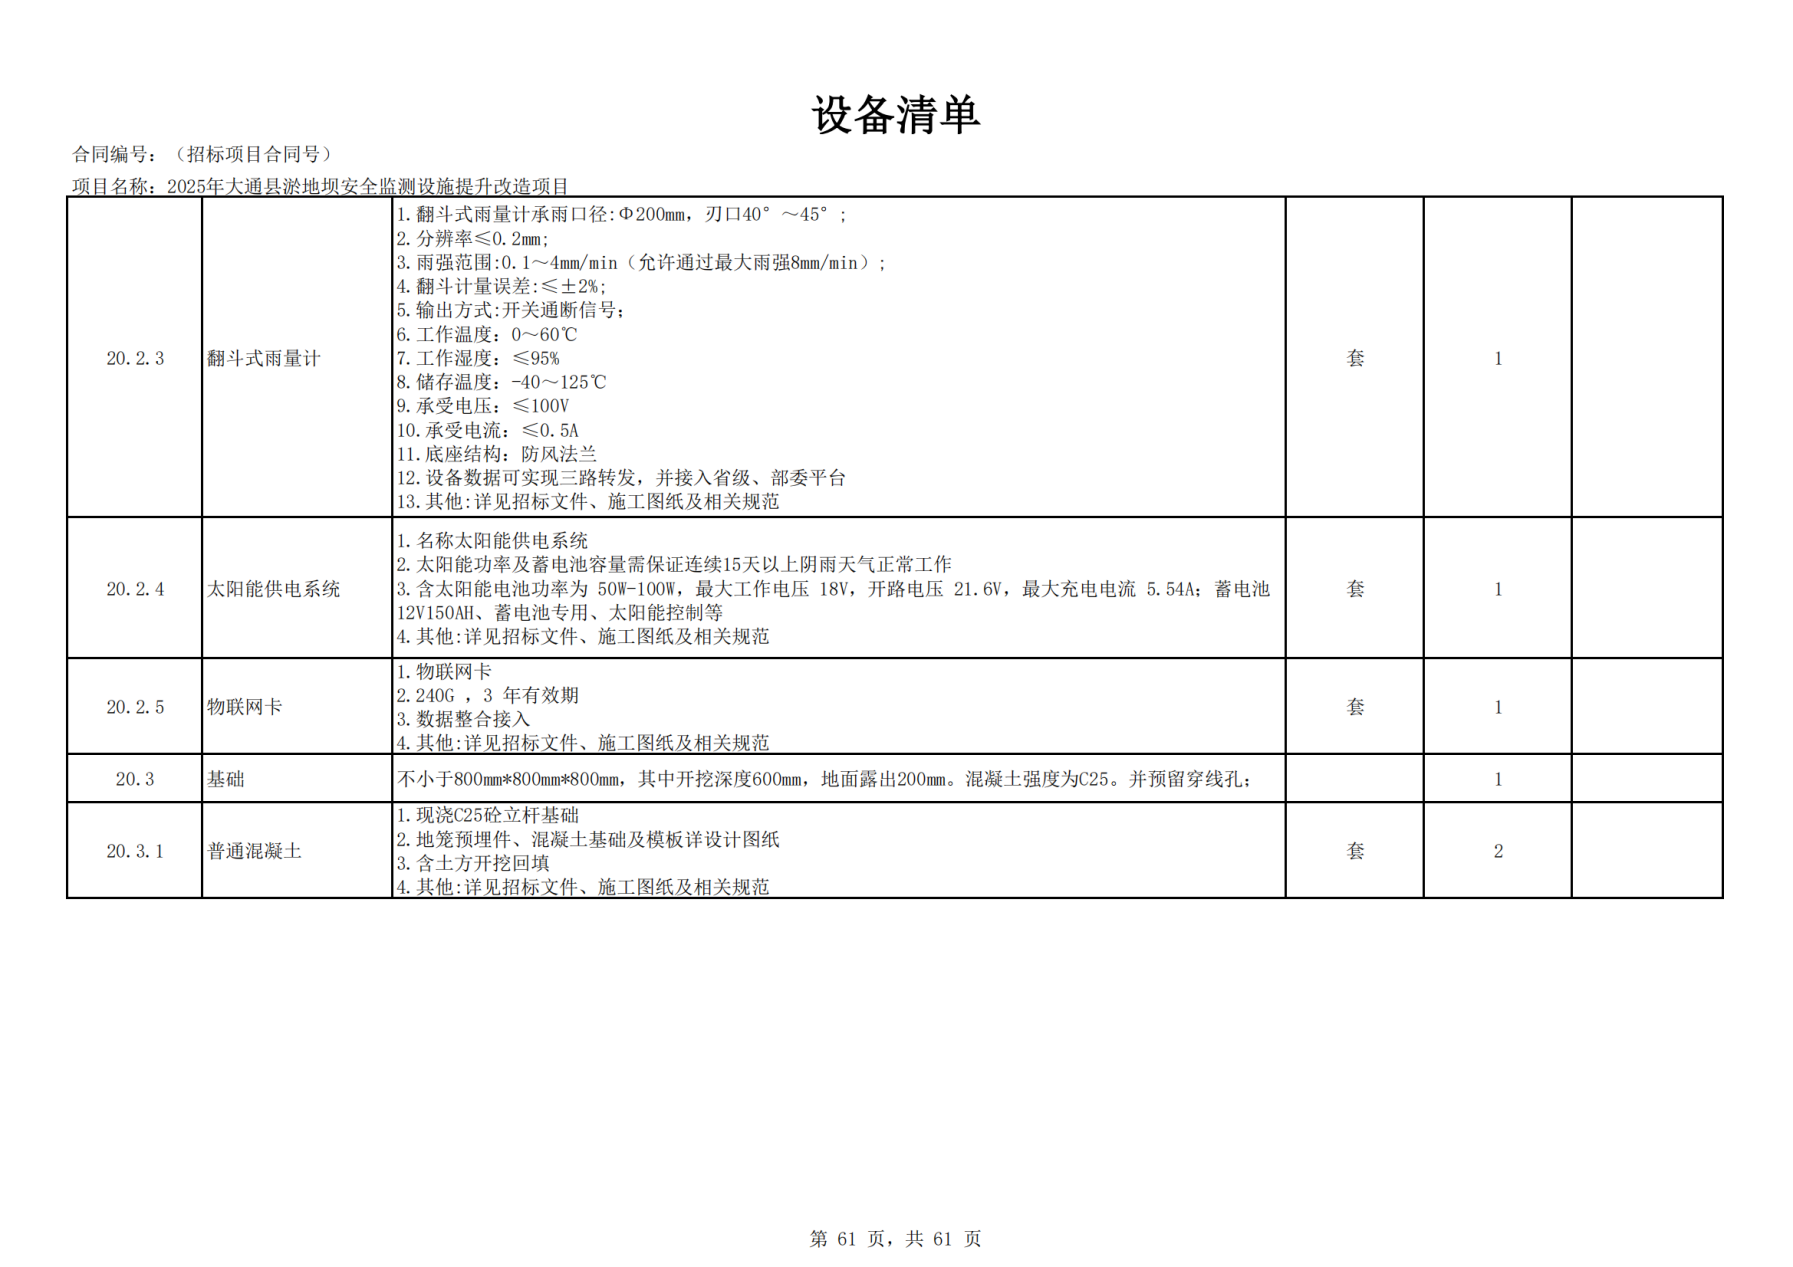 设备清单
合同编号：（招标项目合同号）
项目名称：2025年大通县淤地坝安全监测设施提升改造项目
20.2.3
翻斗式雨量计
1.翻斗式雨量计承雨口径:Φ200mm，刃口40°～45°;
2.分辨率≤0.2mm;
3.雨强范围:0.1～4mm/min（允许通过最大雨强8mm/min）;
4.翻斗计量误差:≤±2%;
5.输出方式:开关通断信号；
6.工作温度：0～60℃
7.工作湿度：≤95%
8.储存温度：-40～125℃
9.承受电压：≤100V
10.承受电流：≤0.5A
11.底座结构：防风法兰
12.设备数据可实现三路转发，并接入省级、部委平台
13.其他:详见招标文件、施工图纸及相关规范
套
1
20.2.4
太阳能供电系统
1.名称太阳能供电系统
2.太阳能功率及蓄电池容量需保证连续15天以上阴雨天气正常工作
3.含太阳能电池功率为 50W-100W，最大工作电压 18V，开路电压 21.6V，最大充电电流 5.54A；蓄电池
12V150AH、蓄电池专用、太阳能控制等
4.其他:详见招标文件、施工图纸及相关规范
套
1
20.2.5
物联网卡
1.物联网卡
2.240G ，3 年有效期
3.数据整合接入
4.其他:详见招标文件、施工图纸及相关规范
套
1
20.3
基础
不小于800mm*800mm*800mm，其中开挖深度600mm，地面露出200mm。混凝土强度为C25。并预留穿线孔；
1
20.3.1
普通混凝土
1.现浇C25砼立杆基础
2.地笼预埋件、混凝土基础及模板详设计图纸
3.含土方开挖回填
4.其他:详见招标文件、施工图纸及相关规范
套
2
第 61 页，共 61 页